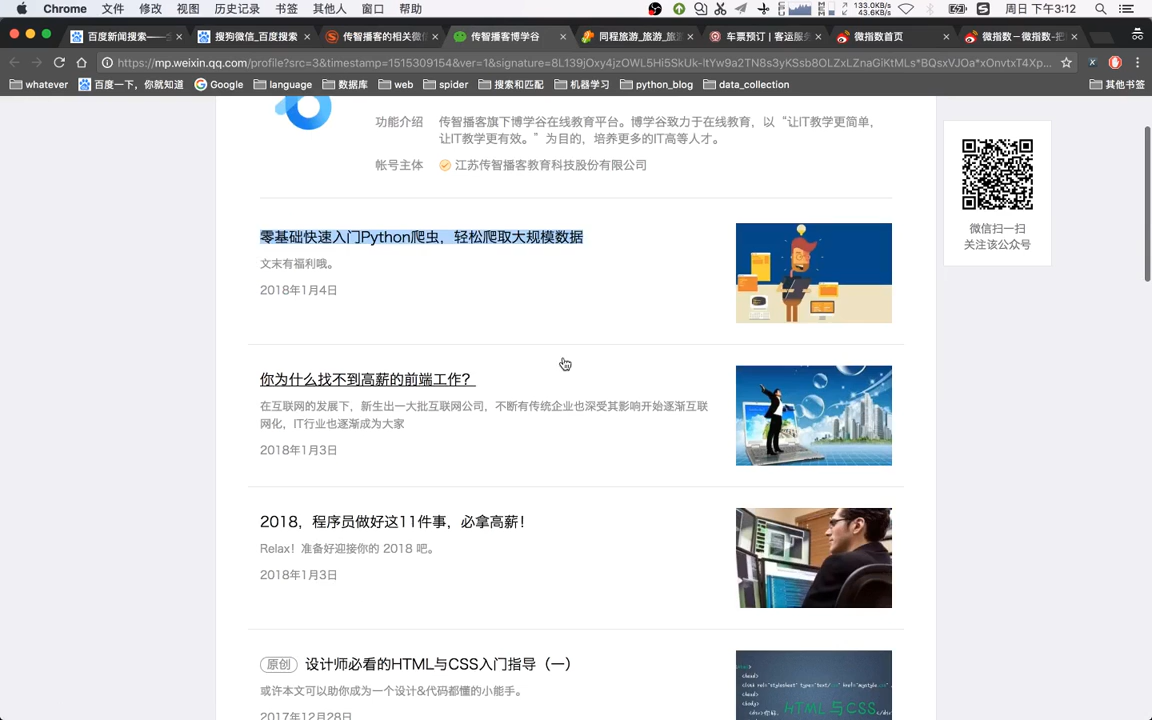 Chrome 文件 修改 视图 历史记录 书签 其他人 窗口 帮助 133.0KB/s 43.6KB/s 周日 下午3:12
百度新闻搜索—— 搜狗微信_百度搜索 传智播客的相关微信 传智播客博学谷 同程旅游_旅游_旅 车票预订 | 客运服务 微指数首页 微指数－微指数-把
https://mp.weixin.qq.com/profile?src=3&timestamp=1515309154&ver=1&signature=8L139jOxy4jzOWL5Hi5SkUk-ltYw9a2TN8s3yKSsb8OLZxLZnaGiKtMLs*BQsxVJOa*xOnvtxT4Xp...
whatever 百度一下，你就知道 Google language 数据库 web spider 搜索和匹配 机器学习 python_blog data_collection 其他书签
功能介绍 传智播客旗下博学谷在线教育平台。博学谷致力于在线教育，以“让IT教学更简单，
让IT教学更有效。”为目的，培养更多的IT高等人才。
帐号主体 江苏传智播客教育科技股份有限公司
微信扫一扫
关注该公众号
零基础快速入门Python爬虫，轻松爬取大规模数据
文末有福利哦。
2018年1月4日
你为什么找不到高薪的前端工作？
在互联网的发展下，新生出一大批互联网公司，不断有传统企业也深受其影响开始逐渐互联
网化，IT行业也逐渐成为大家
2018年1月3日
2018，程序员做好这11件事，必拿高薪！
Relax！准备好迎接你的 2018 吧。
2018年1月3日
原创 设计师必看的HTML与CSS入门指导（一）
或许本文可以助你成为一个设计&代码都懂的小能手。
2017年12月28日
HTML与CSS